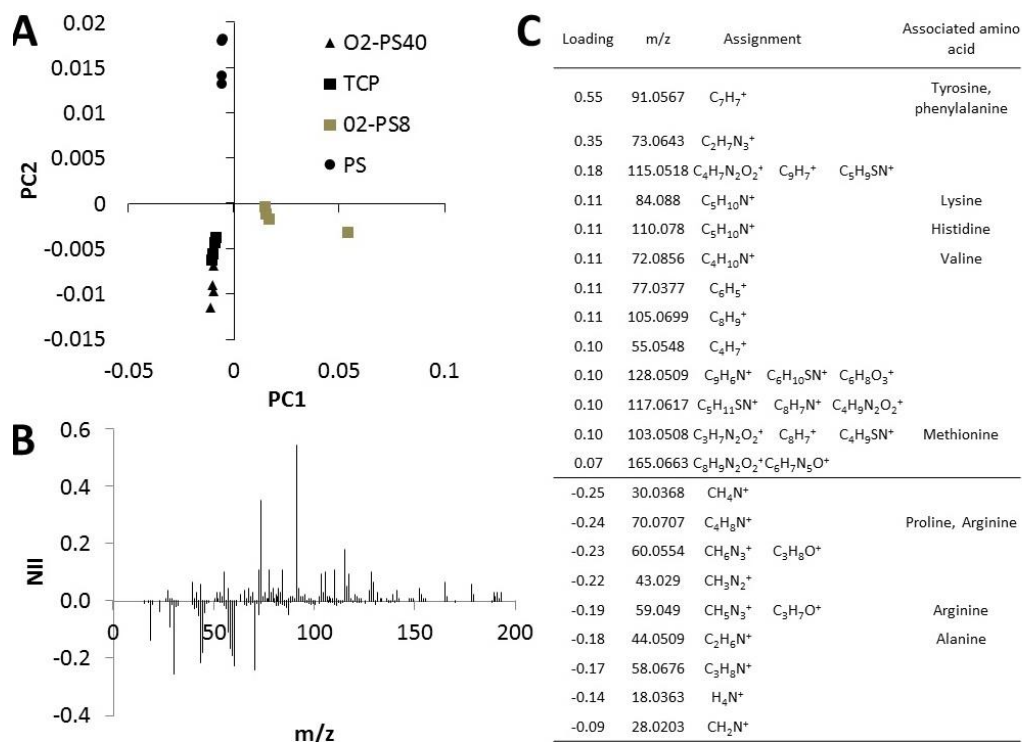 A
0.02
0.015
0.01
0.005
0
-0.005
-0.01
-0.015
PC2
-0.05
0
0.05
0.1
PC1
O2-PS40
TCP
02-PS8
PS
B
0.6
0.4
0.2
0.0
-0.2
-0.4
NII
0
50
100
150
200
m/z
C
Loading m/z Assignment Associated amino acid
0.55 91.0567 C₇H₇⁺ Tyrosine, phenylalanine
0.35 73.0643 C₂H₇N₃⁺
0.18 115.0518 C₄H₇N₂O₂⁺ C₉H₇⁺ C₅H₉SN⁺
0.11 84.088 C₅H₁₀N⁺ Lysine
0.11 110.078 C₅H₁₀N⁺ Histidine
0.11 72.0856 C₄H₁₀N⁺ Valine
0.11 77.0377 C₆H₅⁺
0.11 105.0699 C₈H₉⁺
0.10 55.0548 C₄H₇⁺
0.10 128.0509 C₉H₆N⁺ C₆H₁₀SN⁺ C₆H₈O₃⁺
0.10 117.0617 C₅H₁₁SN⁺ C₈H₇N⁺ C₄H₉N₂O₂⁺
0.10 103.0508 C₃H₇N₂O₂⁺ C₈H₇⁺ C₄H₉SN⁺ Methionine
0.07 165.0663 C₈H₉N₂O₂⁺ C₆H₇N₅O⁺
-0.25 30.0368 CH₄N⁺
-0.24 70.0707 C₄H₈N⁺ Proline, Arginine
-0.23 60.0554 CH₆N₃⁺ C₃H₈O⁺
-0.22 43.029 CH₃N₂⁺
-0.19 59.049 CH₅N₃⁺ C₃H₇O⁺ Arginine
-0.18 44.0509 C₂H₆N⁺ Alanine
-0.17 58.0676 C₃H₈N⁺
-0.14 18.0363 H₄N⁺
-0.09 28.0203 CH₂N⁺